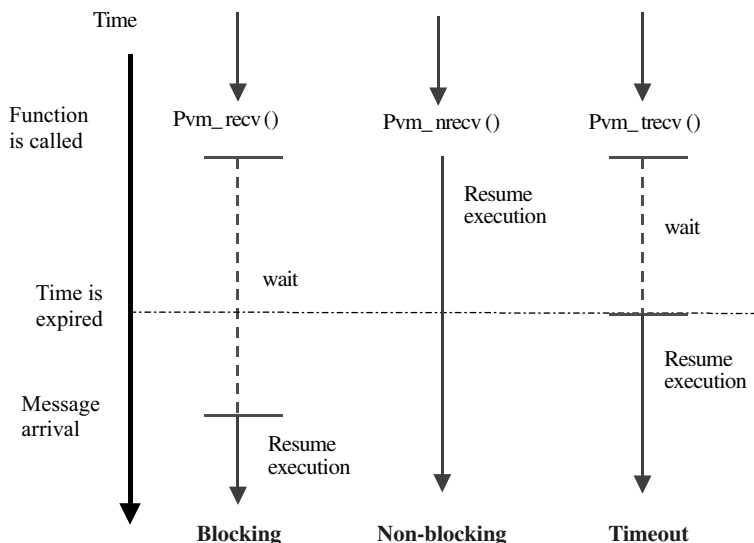 Time
Function
is called
Pvm_recv()
Pvm_nrecv()
Pvm_trecv()
Resume
execution
wait
wait
Time is
expired
Resume
execution
Message
arrival
Resume
execution
Blocking
Non-blocking
Timeout